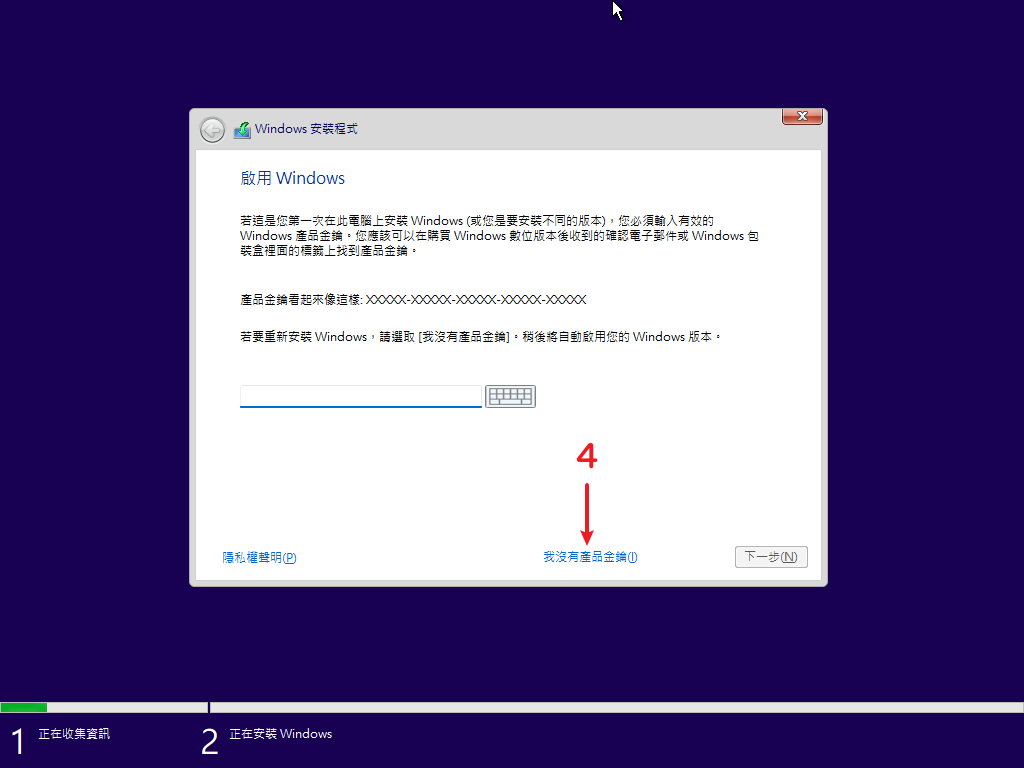 Windows 安裝程式
啟用 Windows
若這是您第一次在此電腦上安裝 Windows (或您是要安裝不同的版本)，您必須輸入有效的
Windows 產品金鑰。您應該可以在購買 Windows 數位版本後收到的確認電子郵件或 Windows 包
裝盒裡面的標籤上找到產品金鑰。
產品金鑰看起來像這樣: XXXXX-XXXXX-XXXXX-XXXXX-XXXXX
若要重新安裝 Windows，請選取 [我沒有產品金鑰]。稍後將自動啟用您的 Windows 版本。
4
隱私權聲明(P)
我沒有產品金鑰(I)
下一步(N)
1 正在收集資訊
2 正在安裝 Windows